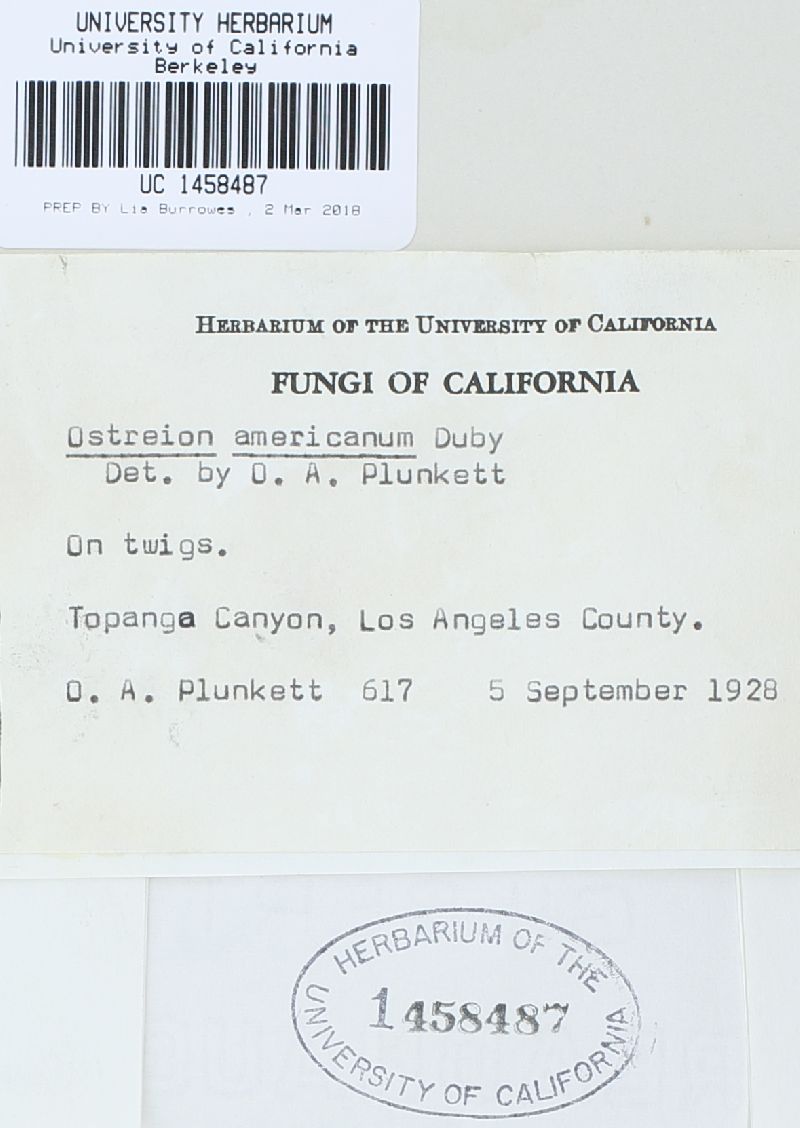 UNIVERSITY HERBARIUM
University of California
Berkeley
UC 1458487
PREP BY Lia Burrowes , 2 Mar 2018
HERBARIUM OF THE UNIVERSITY OF CALIFORNIA
FUNGI OF CALIFORNIA
Ostreion americanum Duby
Det. by O. A. Plunkett
On twigs.
Topanga Canyon, Los Angeles County.
O. A. Plunkett 617 5 September 1928
HERBARIUM OF THE
1458487
UNIVERSITY OF CALIFORNIA